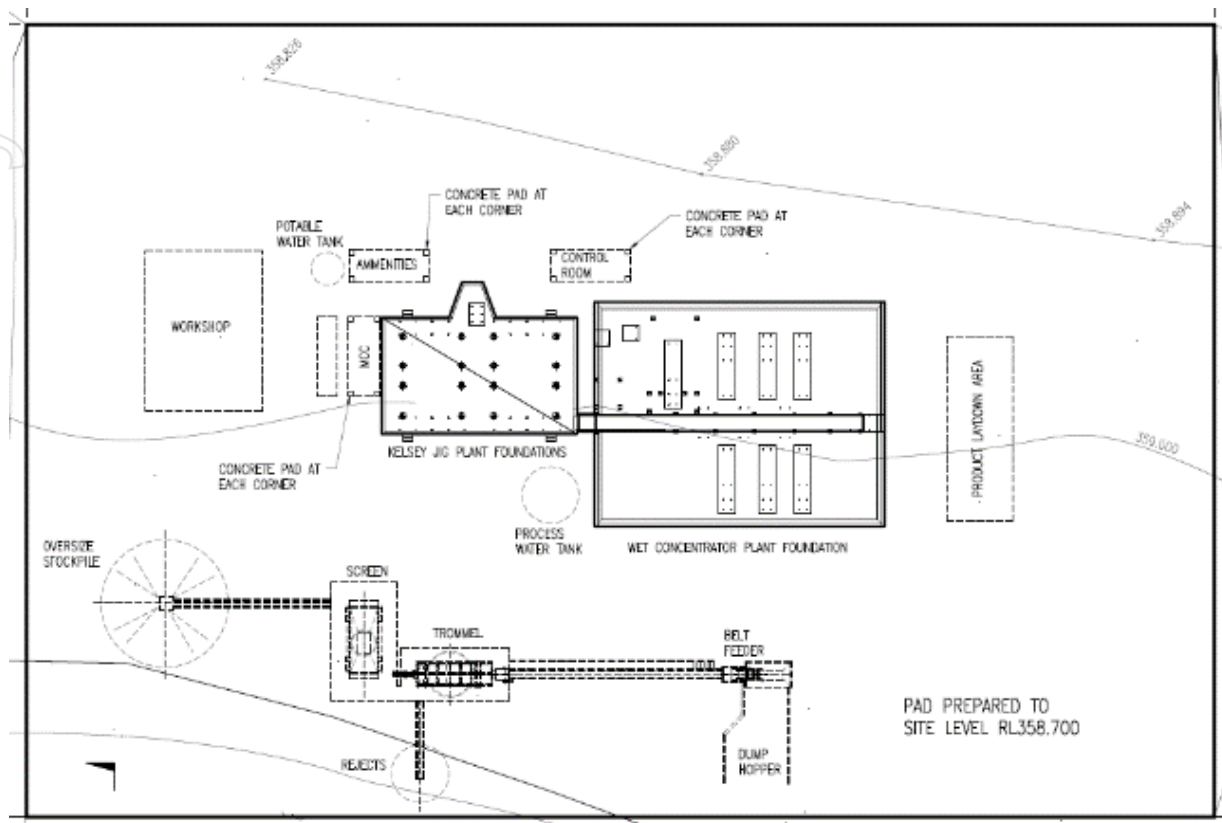 358.826
358.880
358.894
CONCRETE PAD AT
EACH CORNER
CONCRETE PAD AT
EACH CORNER
POTABLE
WATER TANK
AMMENITIES
CONTROL
ROOM
WORKSHOP
MCC
PRODUCT LAYDOWN AREA
359.000
KELSEY JIG PLANT FOUNDATIONS
CONCRETE PAD AT
EACH CORNER
PROCESS
WATER TANK
WET CONCENTRATOR PLANT FOUNDATION
OVERSIZE
STOCKPILE
SCREEN
TROMMEL
BELT
FEEDER
PAD PREPARED TO
SITE LEVEL RL358.700
REJECTS
DUMP
HOPPER